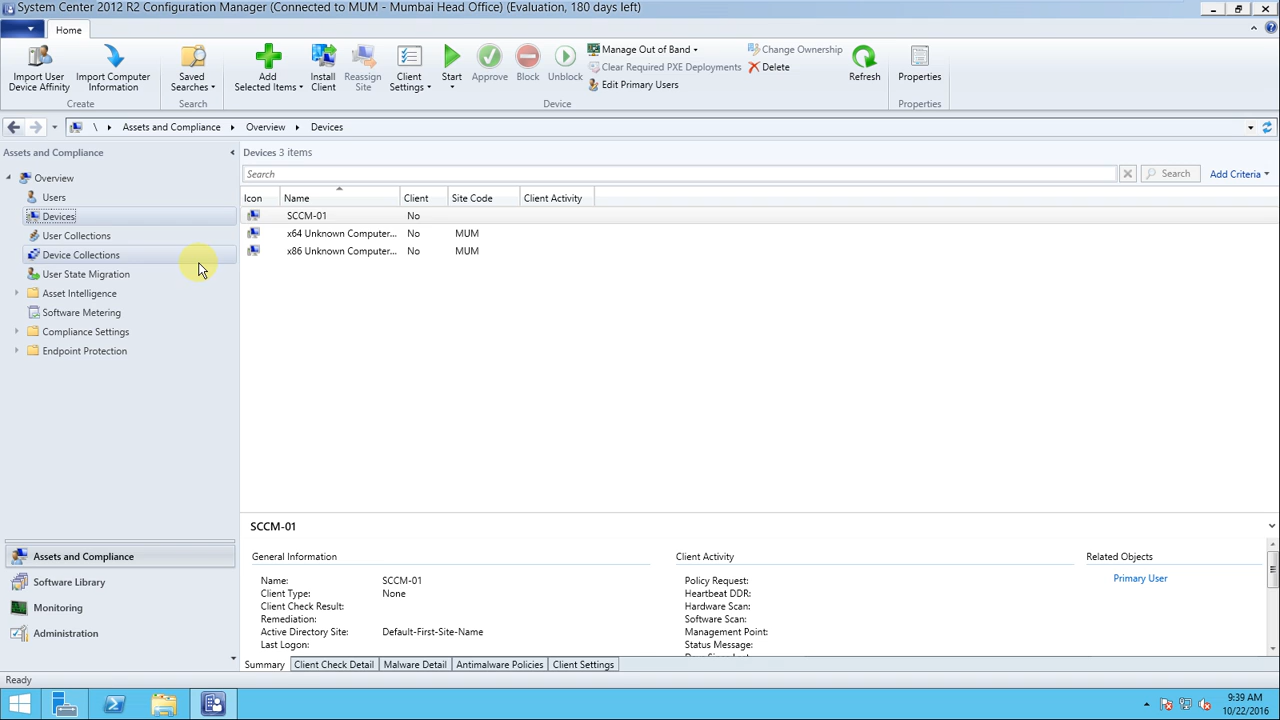 System Center 2012 R2 Configuration Manager (Connected to MUM - Mumbai Head Office) (Evaluation, 180 days left)
Home
Import User Device Affinity
Import Computer Information
Saved Searches
Add Selected Items
Install Client
Reassign Site
Client Settings
Start
Approve
Block
Unblock
Manage Out of Band
Clear Required PXE Deployments
Edit Primary Users
Change Ownership
Delete
Refresh
Properties
Create
Search
Device
Properties
\ Assets and Compliance Overview Devices
Assets and Compliance
Overview
Users
Devices
User Collections
Device Collections
User State Migration
Asset Intelligence
Software Metering
Compliance Settings
Endpoint Protection
Assets and Compliance
Software Library
Monitoring
Administration
Devices 3 items
Search Search Add Criteria
Icon Name Client Site Code Client Activity
SCCM-01 No
x64 Unknown Computer... No MUM
x86 Unknown Computer... No MUM
SCCM-01
General Information
Name: SCCM-01
Client Type: None
Client Check Result:
Remediation:
Active Directory Site: Default-First-Site-Name
Last Logon:
Client Activity
Policy Request:
Heartbeat DDR:
Hardware Scan:
Software Scan:
Management Point:
Status Message:
Related Objects
Primary User
Summary Client Check Detail Malware Detail Antimalware Policies Client Settings
Ready
9:39 AM
10/22/2016